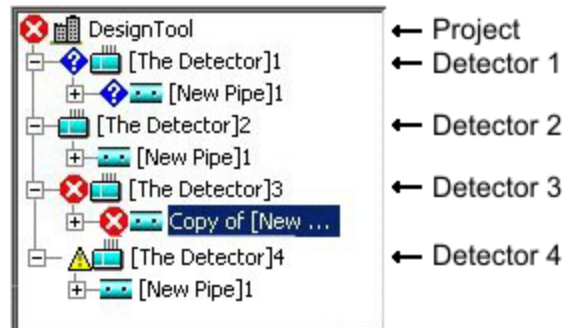 DesignTool ← Project
[The Detector]1 ← Detector 1
[New Pipe]1
[The Detector]2 ← Detector 2
[New Pipe]1
[The Detector]3 ← Detector 3
Copy of [New ...
[The Detector]4 ← Detector 4
[New Pipe]1